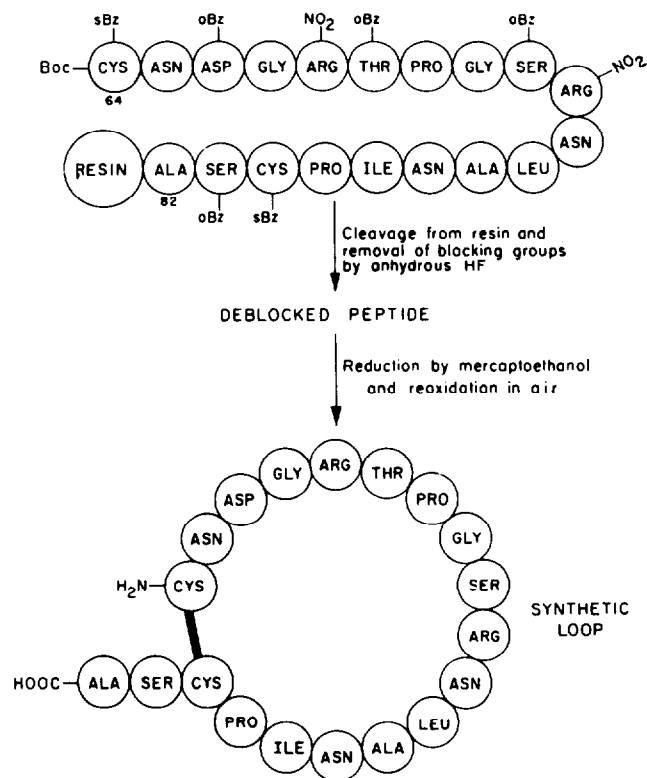 sBz oBz NO2 oBz oBz
Boc CYS ASN ASP GLY ARG THR PRO GLY SER ARG NO2
64
ASN
RESIN ALA SER CYS PRO ILE ASN ALA LEU
82
oBz sBz
Cleavage from resin and
removal of blocking groups
by anhydrous HF
DEBLOCKED PEPTIDE
Reduction by mercaptoethanol
and reoxidation in air
GLY ARG THR
ASP PRO
ASN GLY
H2N CYS SER
SYNTHETIC
LOOP
ARG
HOOC ALA SER CYS ASN
PRO LEU
ILE ASN ALA